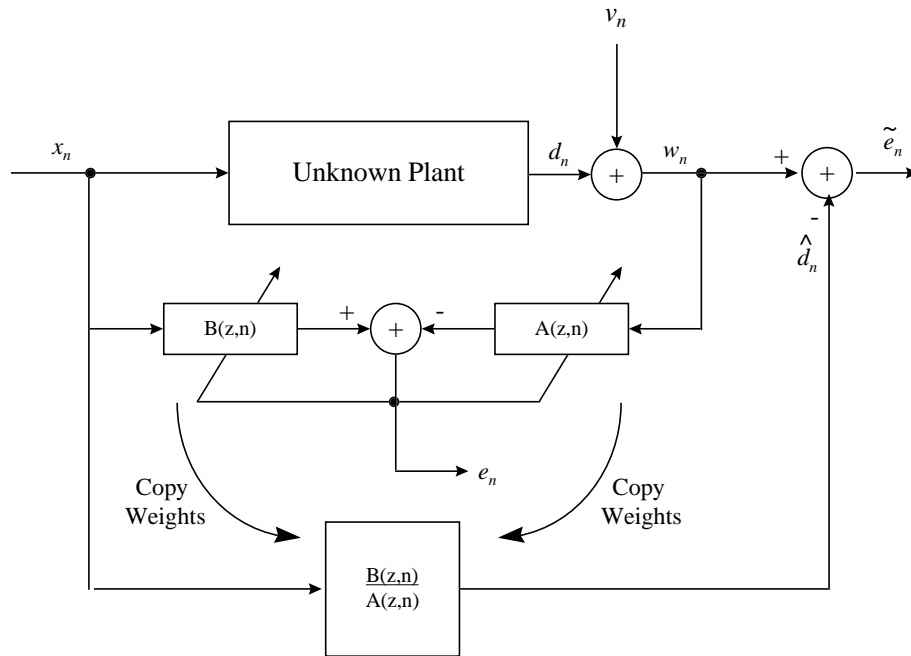 v_n
x_n
Unknown Plant
d_n
+
w_n
+
+
ẽ_n
-
d̂_n
B(z,n)
+
+
-
A(z,n)
e_n
Copy
Weights
Copy
Weights
B(z,n)
A(z,n)